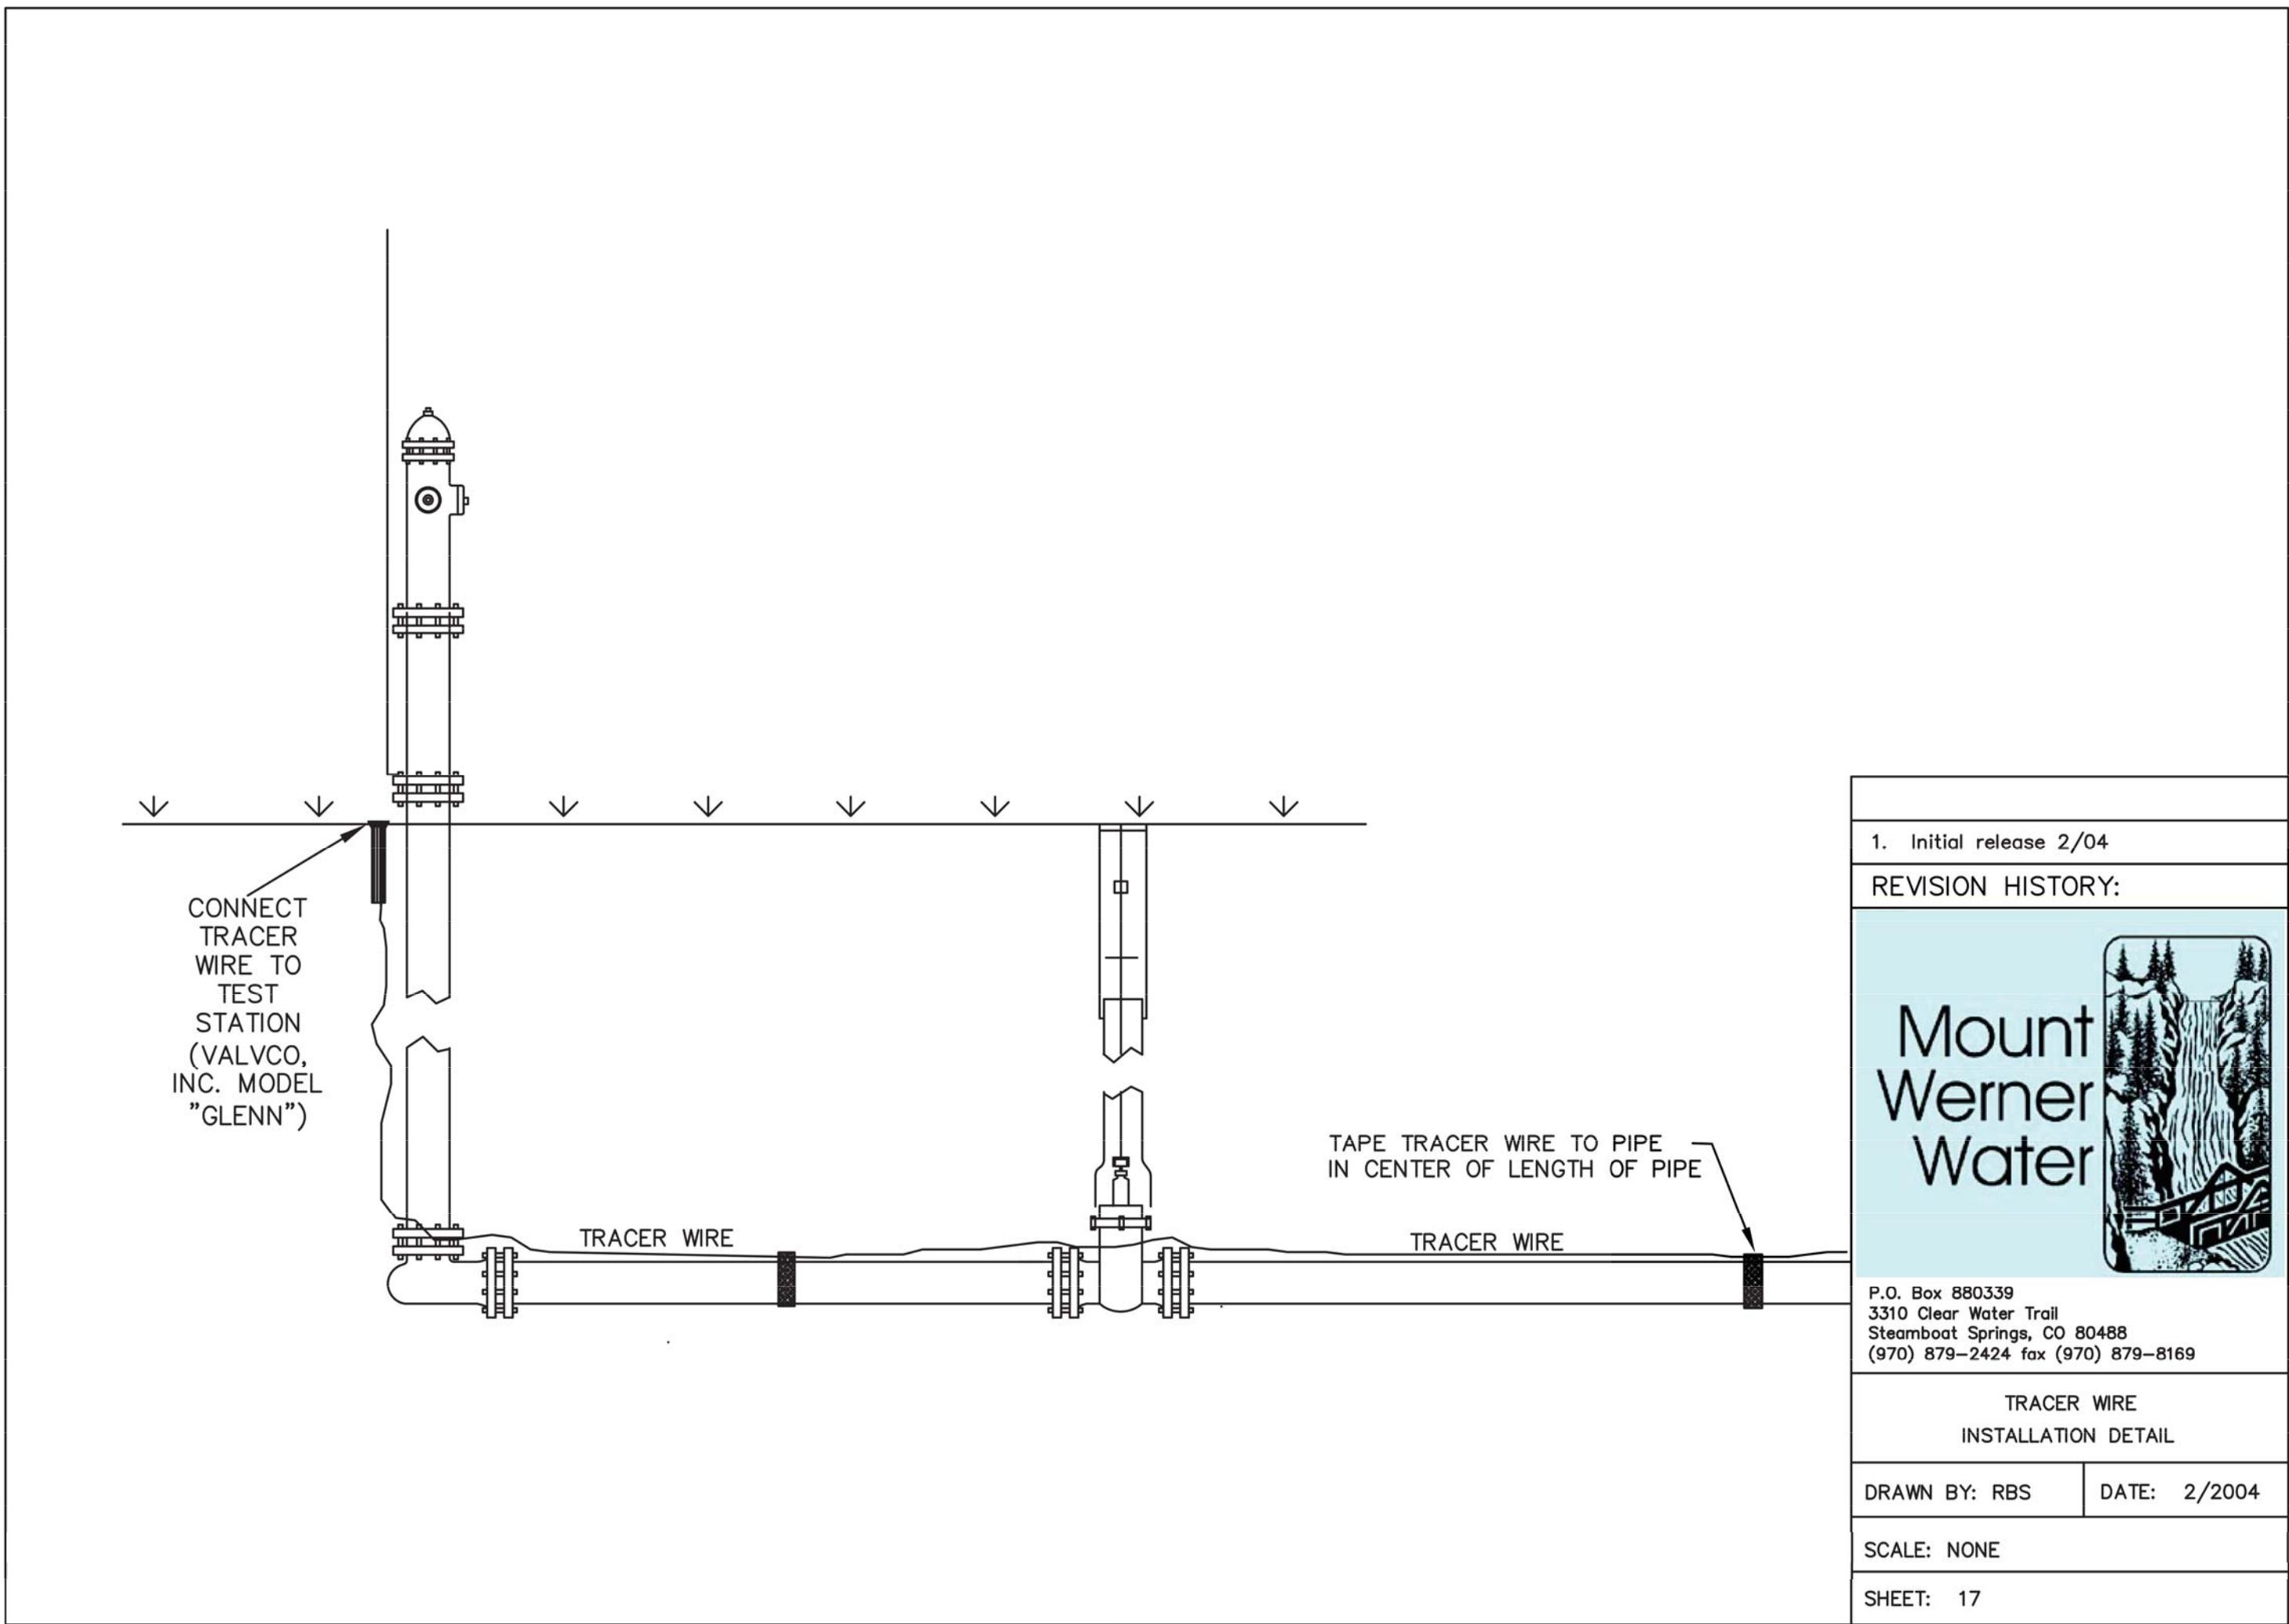 CONNECT
TRACER
WIRE TO
TEST
STATION
(VALVCO,
INC. MODEL
"GLENN")
TRACER WIRE
TAPE TRACER WIRE TO PIPE
IN CENTER OF LENGTH OF PIPE
TRACER WIRE
1. Initial release 2/04
REVISION HISTORY:
Mount
Werner
Water
P.O. Box 880339
3310 Clear Water Trail
Steamboat Springs, CO 80488
(970) 879-2424 fax (970) 879-8169
TRACER WIRE
INSTALLATION DETAIL
DRAWN BY: RBS
DATE: 2/2004
SCALE: NONE
SHEET: 17